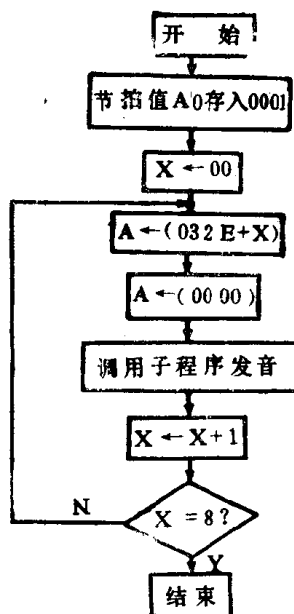 开 始
节拍值A0存入0001
X←00
A←(032E+X)
A←(0000)
调用子程序发音
X←X+1
X=8?
N
Y
结束